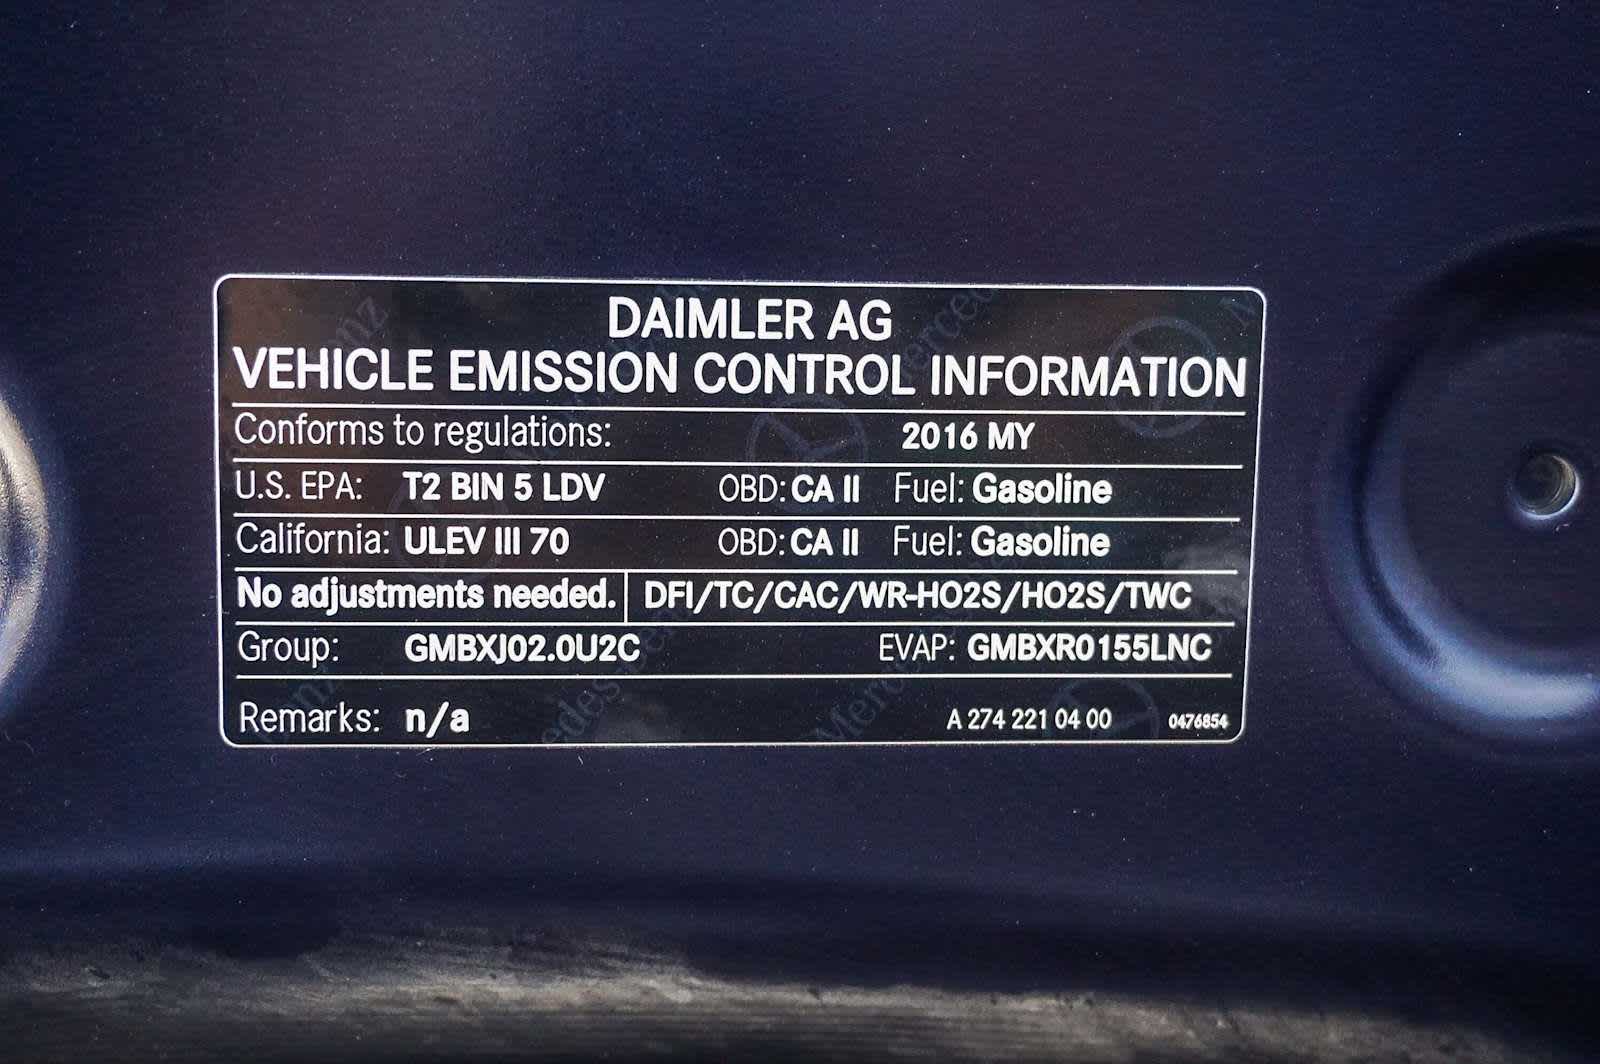 DAIMLER AG
VEHICLE EMISSION CONTROL INFORMATION
Conforms to regulations: 2016 MY
U.S. EPA: T2 BIN 5 LDV OBD: CA II Fuel: Gasoline
California: ULEV III 70 OBD: CA II Fuel: Gasoline
No adjustments needed. DFI/TC/CAC/WR-HO2S/HO2S/TWC
Group: GMBXJ02.0U2C EVAP: GMBXR0155LNC
Remarks: n/a A 274 221 04 00 0476854